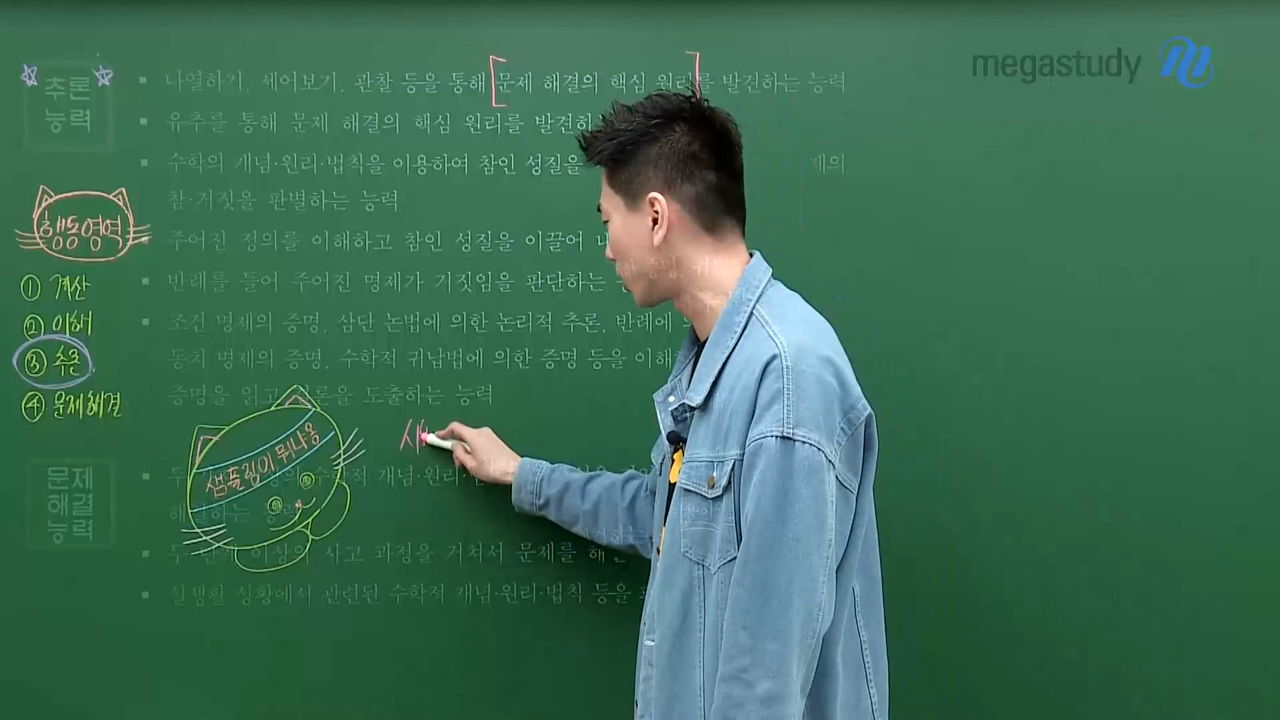 megastudy
추론
능력
나열하기, 세어보기, 관찰 등을 통해 문제 해결의 핵심 원리를 발견하는 능력
유추를 통해 문제 해결의 핵심 원리를 발견하
수학의 개념·원리·법칙을 이용하여 참인 성질을
참·거짓을 판별하는 능력
주어진 정의를 이해하고 참인 성질을 이끌어
반례를 들어 주어진 명제가 거짓임을 판단하는
조건 명제의 증명, 삼단 논법에 의한 논리적 추론, 반례에
동치 명제의 증명, 수학적 귀납법에 의한 증명 등을 이해
증명을 읽고 도출하는 능력
행동영역
① 계산
② 이해
③ 추론
④ 문제해결
샘플링이 뭐냐옹
문제
해결
능력
개념·원리
사고 과정을 거쳐서 문제를 해
실생활 상황에서 관련된 수학적 개념·원리·법칙 등을